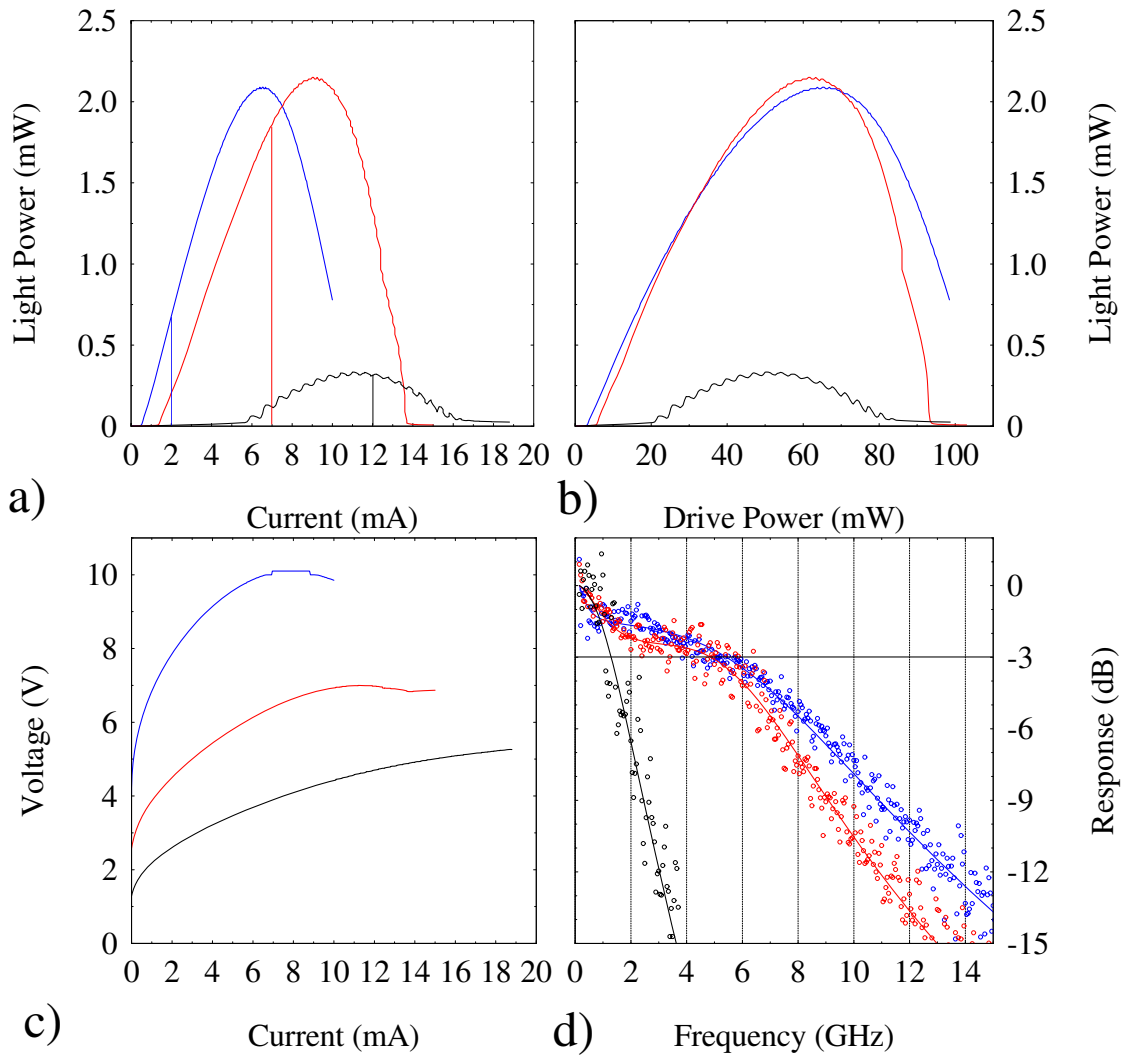 2.5
2.0
1.5
1.0
0.5
0
0 2 4 6 8 10 12 14 16 18 20
Light Power (mW)
Current (mA)
a)
2.5
2.0
1.5
1.0
0.5
0
20 40 60 80 100
Light Power (mW)
Drive Power (mW)
b)
10
8
6
4
2
0
0 2 4 6 8 10 12 14 16 18 20
Voltage (V)
Current (mA)
c)
0
-3
-6
-9
-12
-15
0 2 4 6 8 10 12 14
Response (dB)
Frequency (GHz)
d)